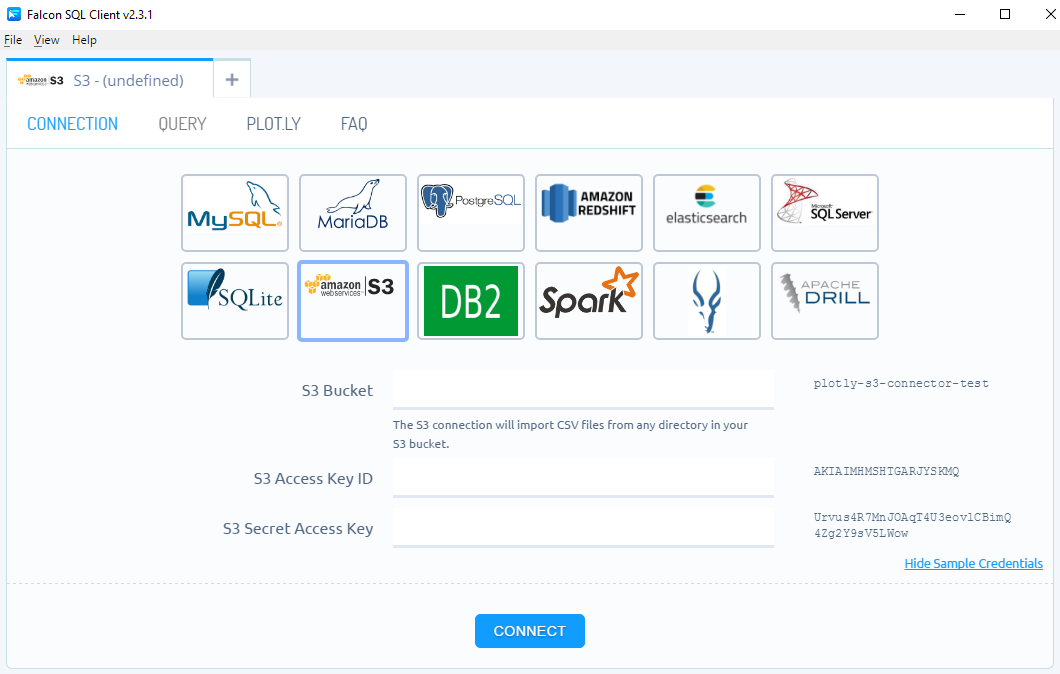 Falcon SQL Client v2.3.1
File View Help
amazon webservices S3 S3 - (undefined) +
CONNECTION QUERY PLOT.LY FAQ
MySQL MariaDB PostgreSQL AMAZON REDSHIFT elasticsearch Microsoft SQL Server
SQLite amazon webservices S3 DB2 Spark APACHE DRILL
S3 Bucket
plotly-s3-connector-test
The S3 connection will import CSV files from any directory in your
S3 bucket.
S3 Access Key ID
AKIAIMHMSHTGARJYSKMQ
S3 Secret Access Key
Urvus4R7MnJOAqT4U3eovlCBimQ
4Zg2Y9sV5LWow
Hide Sample Credentials
CONNECT